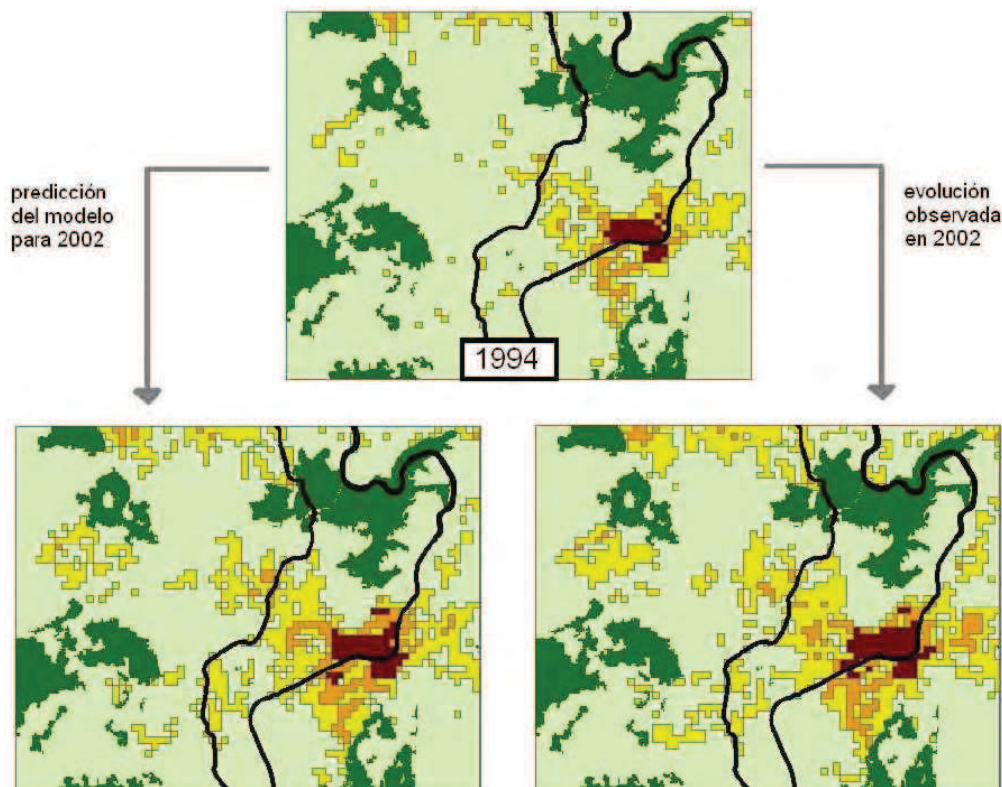 predicción
del modelo
para 2002
evolución
observada
en 2002
1994